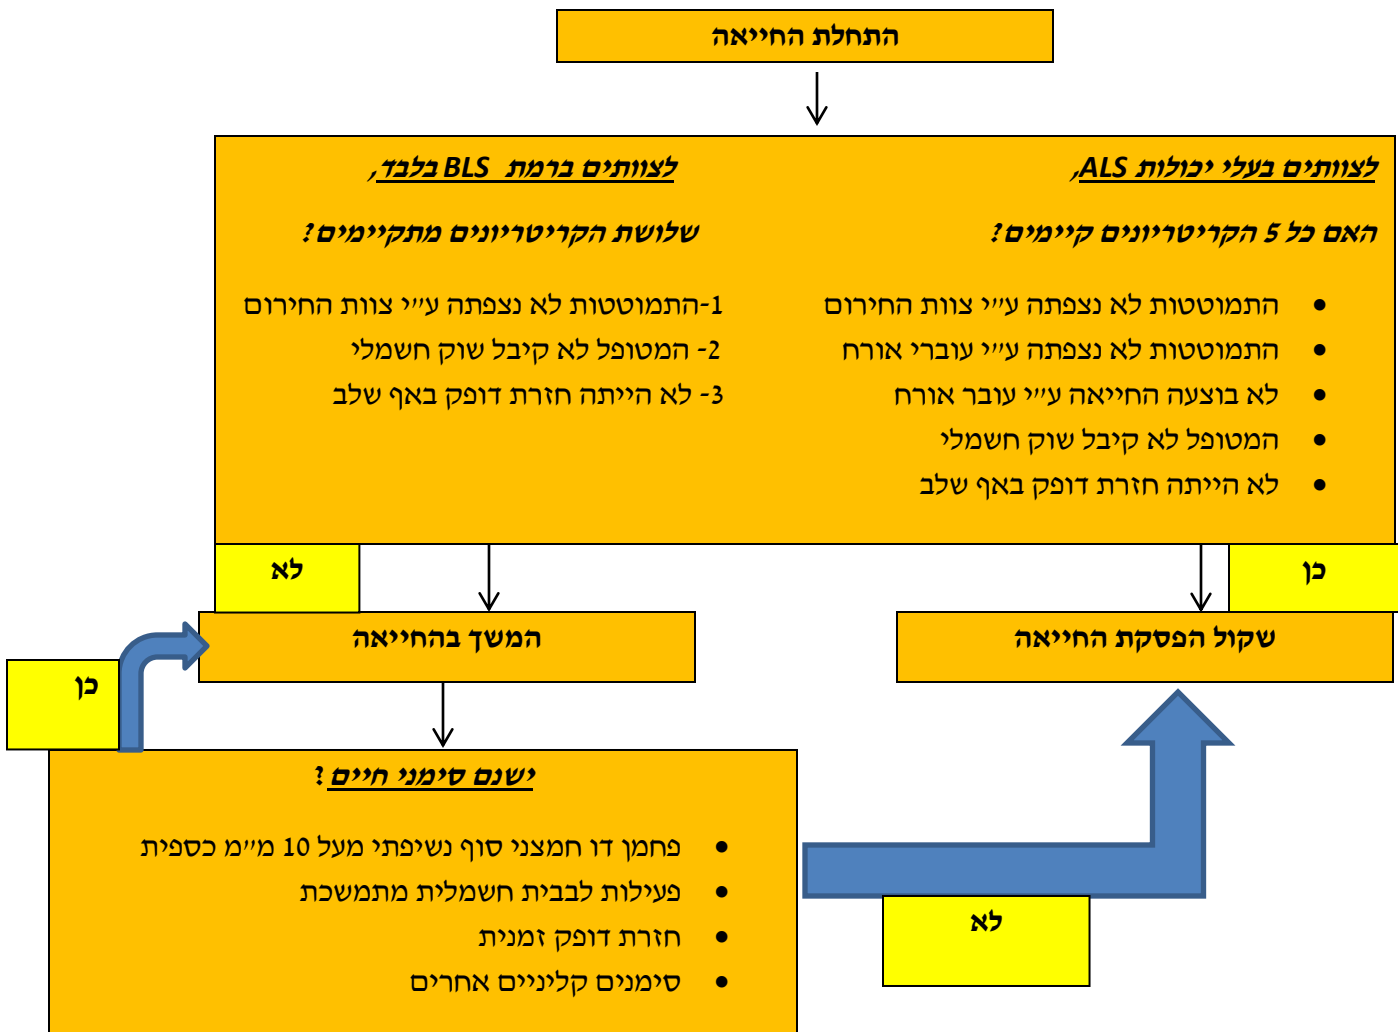 התחלת החייאה
לצוותים בעלי יכולות ALS,
האם כל 5 הקריטריונים קיימים?
• התמוטטות לא נצפתה ע״י צוות החירום
• התמוטטות לא נצפתה ע״י עוברי אורח
• לא בוצעה החייאה ע״י עובר אורח
• המטופל לא קיבל שוק חשמלי
• לא הייתה חזרת דופק באף שלב
לצוותים ברמת BLS בלבד,
שלושת הקריטריונים מתקיימים?
1-התמוטטות לא נצפתה ע״י צוות החירום
2- המטופל לא קיבל שוק חשמלי
3- לא הייתה חזרת דופק באף שלב
כן
לא
שקול הפסקת החייאה
המשך בהחייאה
כן
ישנם סימני חיים?
• פחמן דו חמצני סוף נשיפתי מעל 10 מ״מ כספית
• פעילות לבבית חשמלית מתמשכת
• חזרת דופק זמנית
• סימנים קליניים אחרים
לא